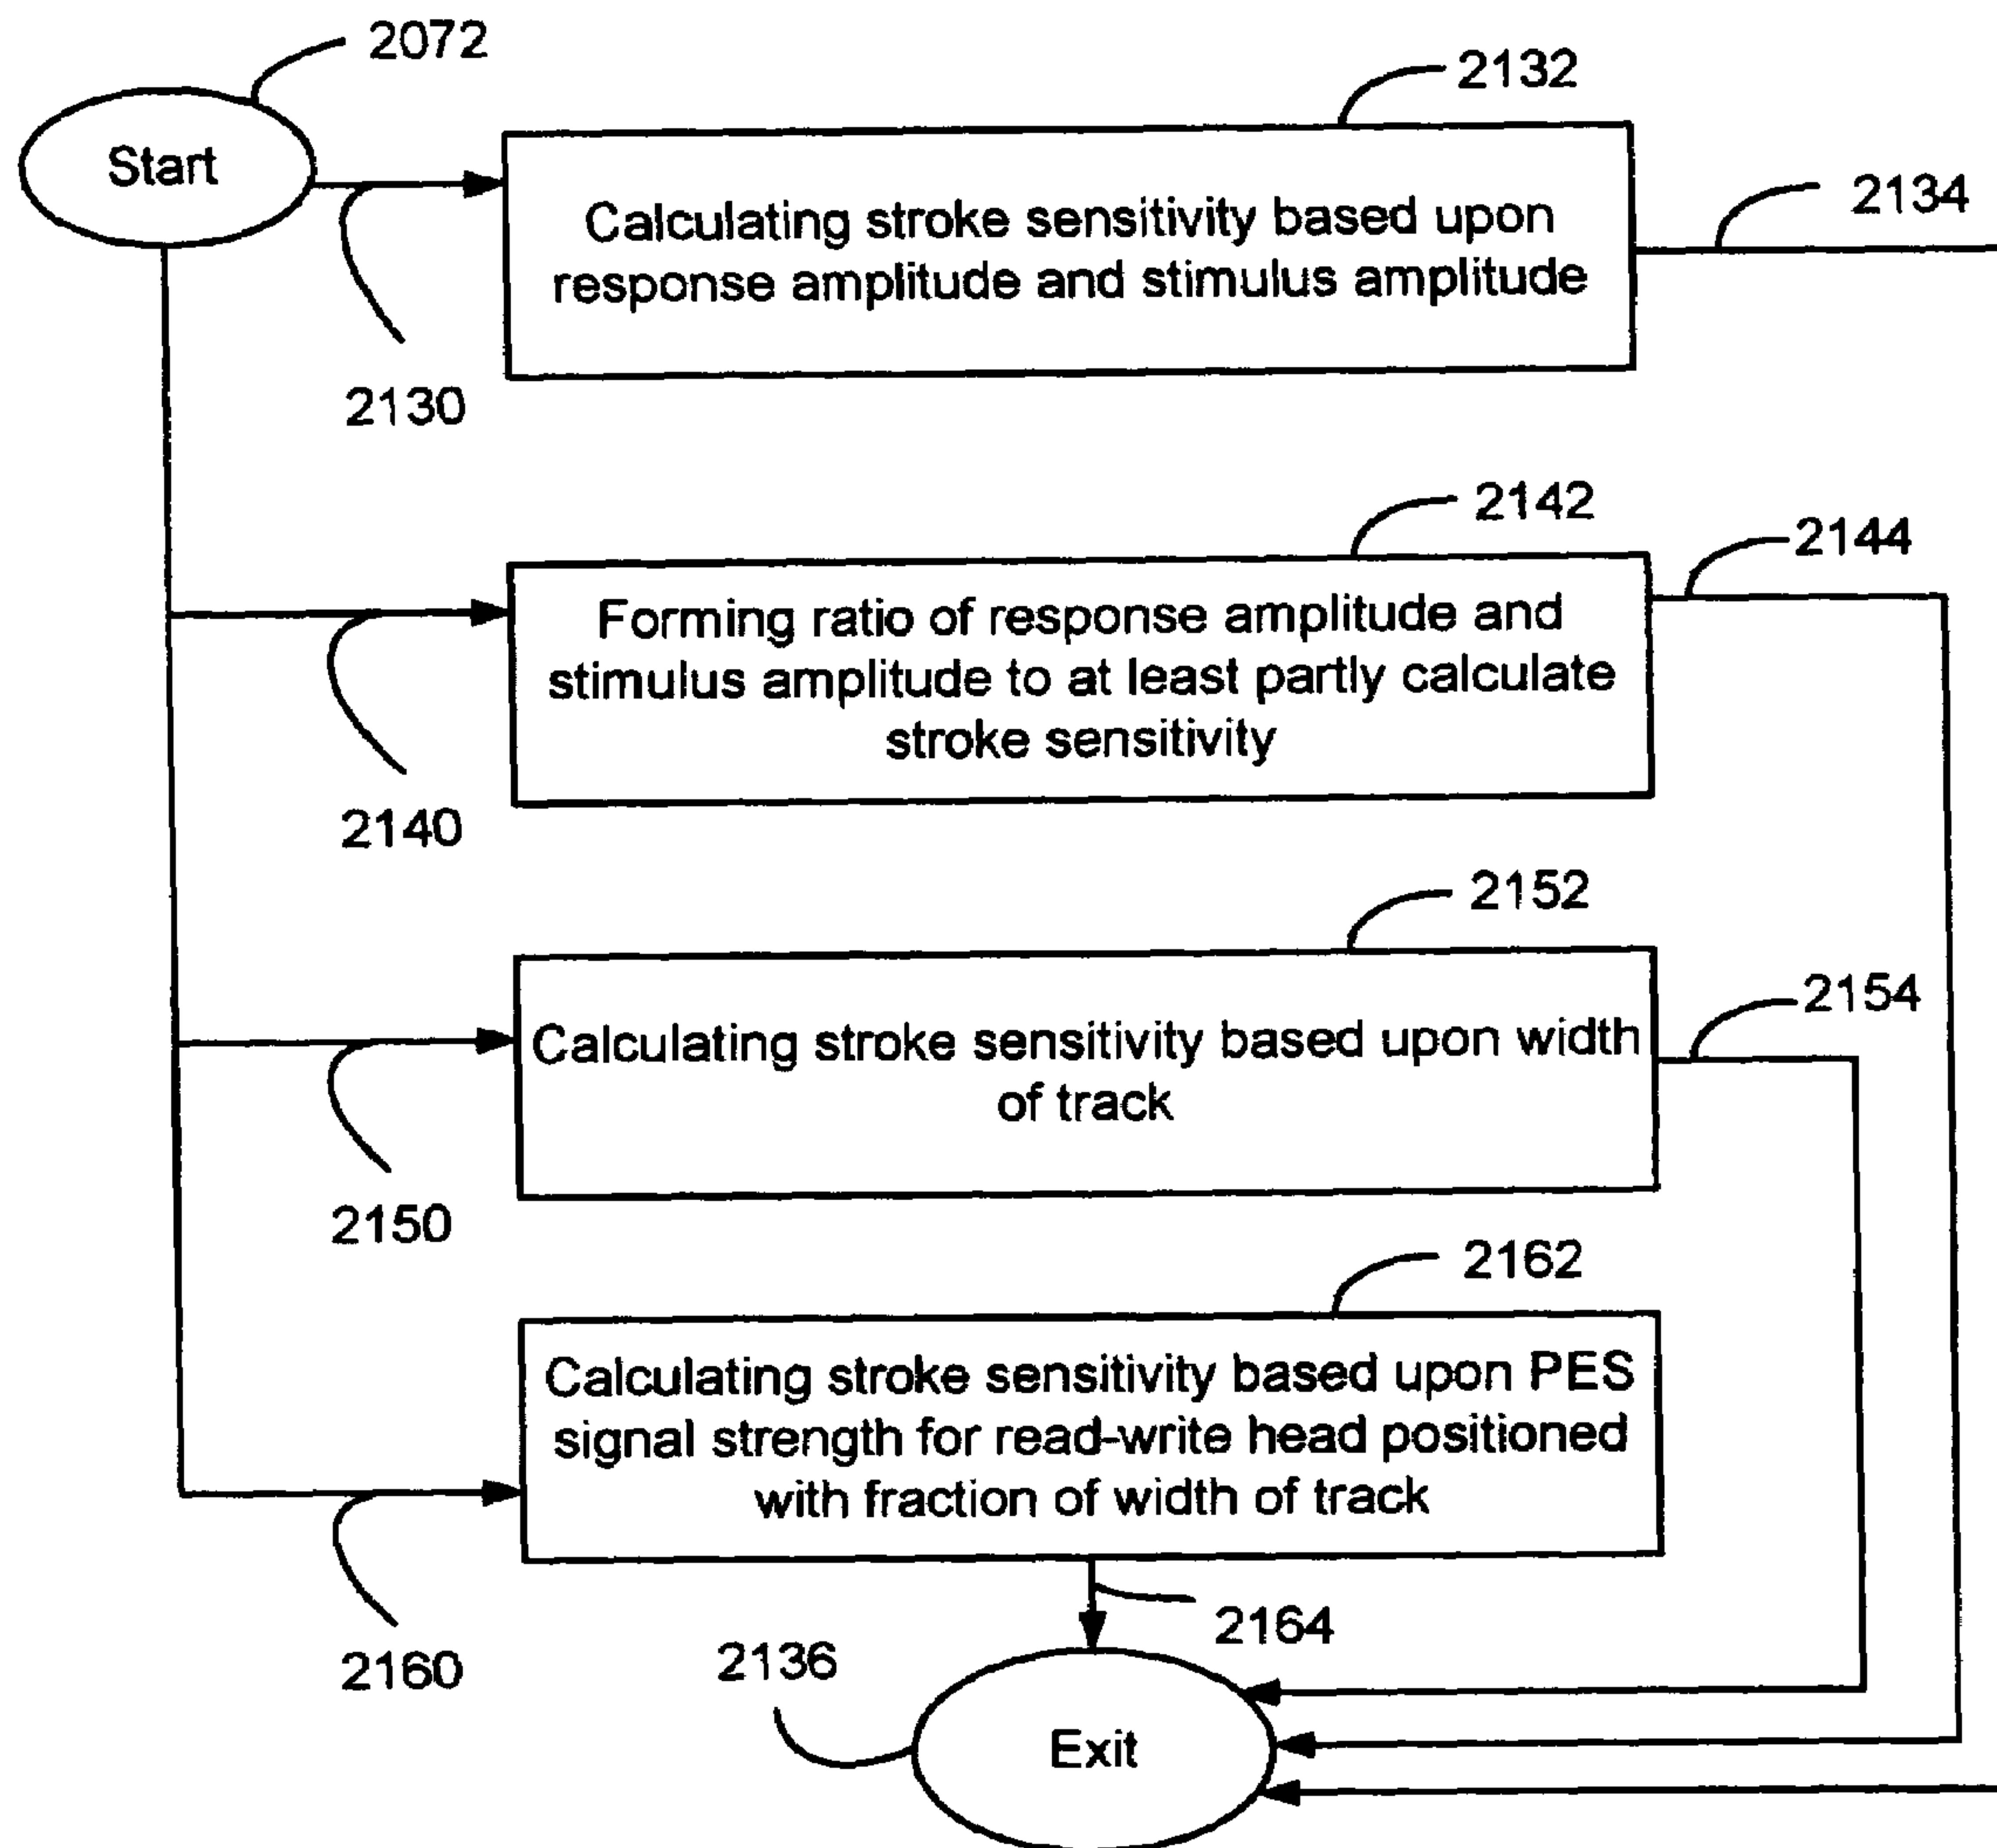 2072
Start
2132
Calculating stroke sensitivity based upon
response amplitude and stimulus amplitude
2134
2130
2142
2144
Forming ratio of response amplitude and
stimulus amplitude to at least partly calculate
stroke sensitivity
2140
2152
2154
Calculating stroke sensitivity based upon width
of track
2150
2162
Calculating stroke sensitivity based upon PES
signal strength for read-write head positioned
with fraction of width of track
2160
2164
2136
Exit